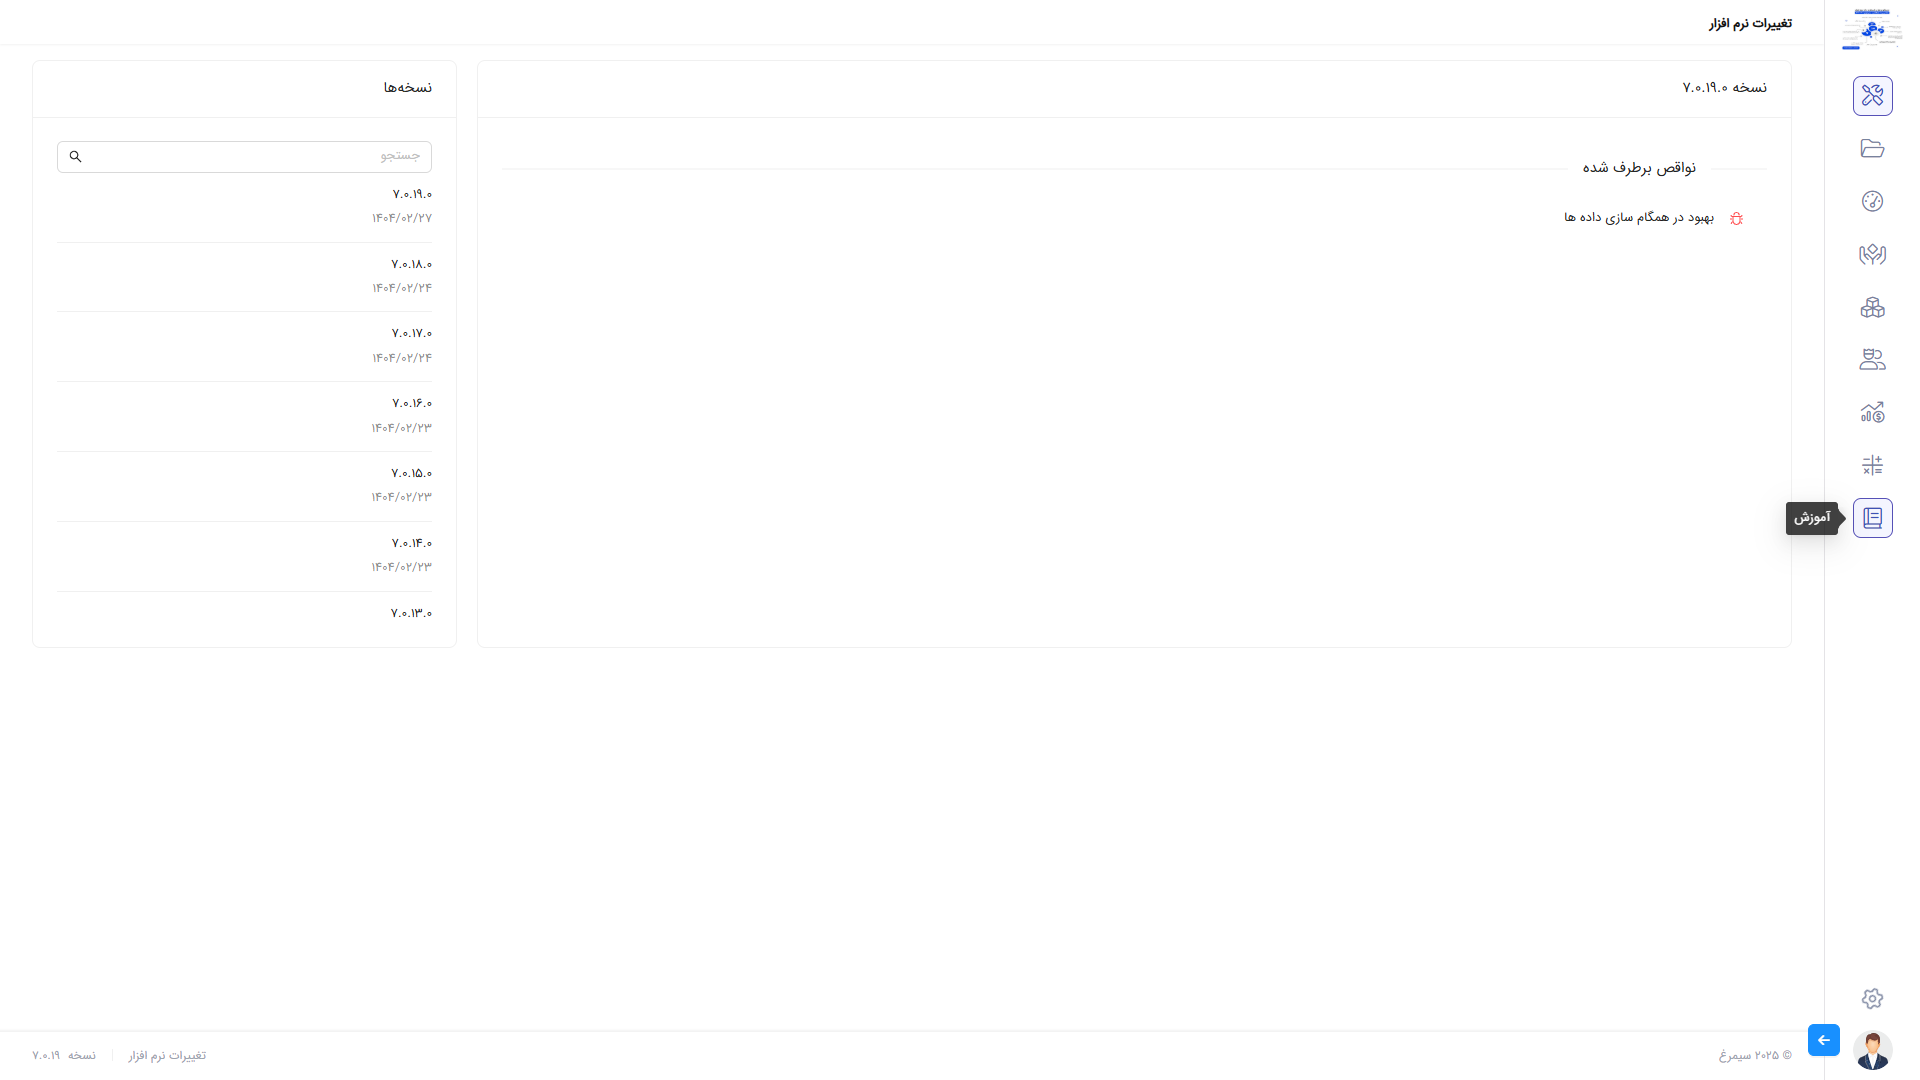 تغییرات نرم افزار
نسخه ۷.۰.۱۹.۰
نواقص برطرف شده
بهبود در همگام سازی داده ها
نسخه‌ها
جستجو
۷.۰.۱۹.۰
۱۴۰۴/۰۲/۲۷
۷.۰.۱۸.۰
۱۴۰۴/۰۲/۲۴
۷.۰.۱۷.۰
۱۴۰۴/۰۲/۲۴
۷.۰.۱۶.۰
۱۴۰۴/۰۲/۲۳
۷.۰.۱۵.۰
۱۴۰۴/۰۲/۲۳
۷.۰.۱۴.۰
۱۴۰۴/۰۲/۲۳
۷.۰.۱۳.۰
آموزش
© ۲۰۲۵ سیمرغ
تغییرات نرم افزار
نسخه ۷.۰.۱۹